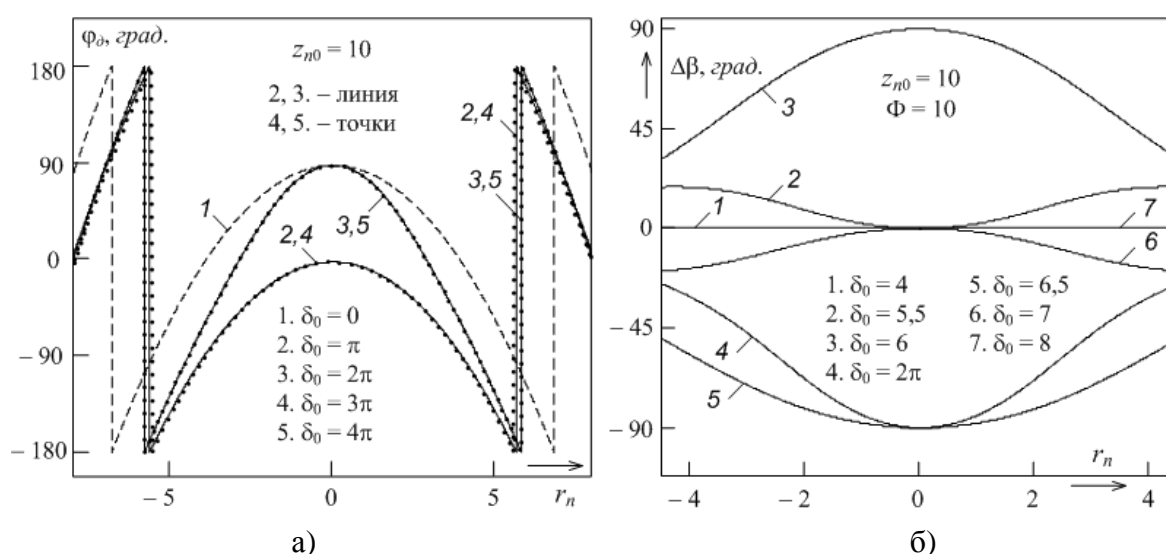 φ∂, град.
z_n0 = 10
2, 3. – линия
4, 5. – точки
180
90
0
– 90
– 180
1
2,4
3,5
2,4
3,5
1. δ0 = 0
2. δ0 = π
3. δ0 = 2π
4. δ0 = 3π
5. δ0 = 4π
– 5
0
5
r_n
а)
90
Δβ, град.
z_n0 = 10
Φ = 10
45
0
– 45
– 90
3
2
1
7
6
4
5
1. δ0 = 4
2. δ0 = 5,5
3. δ0 = 6
4. δ0 = 2π
5. δ0 = 6,5
6. δ0 = 7
7. δ0 = 8
– 4
– 2
0
2
4
r_n
б)